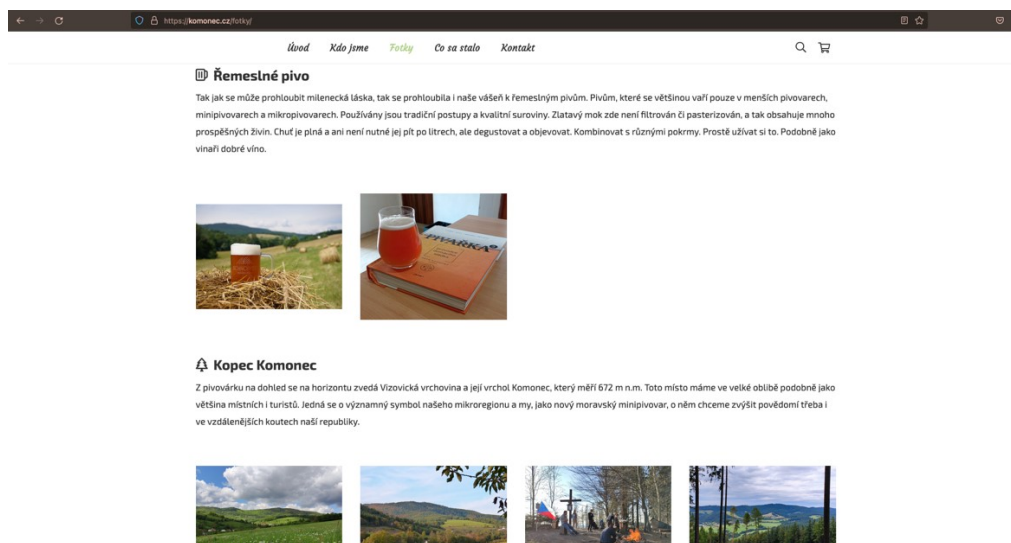 https://komonec.cz/fotky/
Úvod Kdo jsme Fotky Co sa stalo Kontakt
Řemeslné pivo
Tak jak se může prohloubit milenecká láska, tak se prohloubila i naše vášeň k řemeslným pivům. Pivům, které se většinou vaří pouze v menších pivovarech,
minipivovarech a mikropivovarech. Používány jsou tradiční postupy a kvalitní suroviny. Zlatavý mok zde není filtrován či pasterizován, a tak obsahuje mnoho
prospěšných živin. Chuť je plná a ani není nutné jej pít po litrech, ale degustovat a objevovat. Kombinovat s různými pokrmy. Prostě užívat si to. Podobně jako
vinaři dobré víno.
PIVAŘKA
Kopec Komonec
Z pivovárku na dohled se na horizontu zvedá Vizovická vrchovina a její vrchol Komonec, který měří 672 m n.m. Toto místo máme ve velké oblibě podobně jako
většina místních i turistů. Jedná se o významný symbol našeho mikroregionu a my, jako nový moravský minipivovar, o něm chceme zvýšit povědomí třeba i
ve vzdálenějších koutech naší republiky.